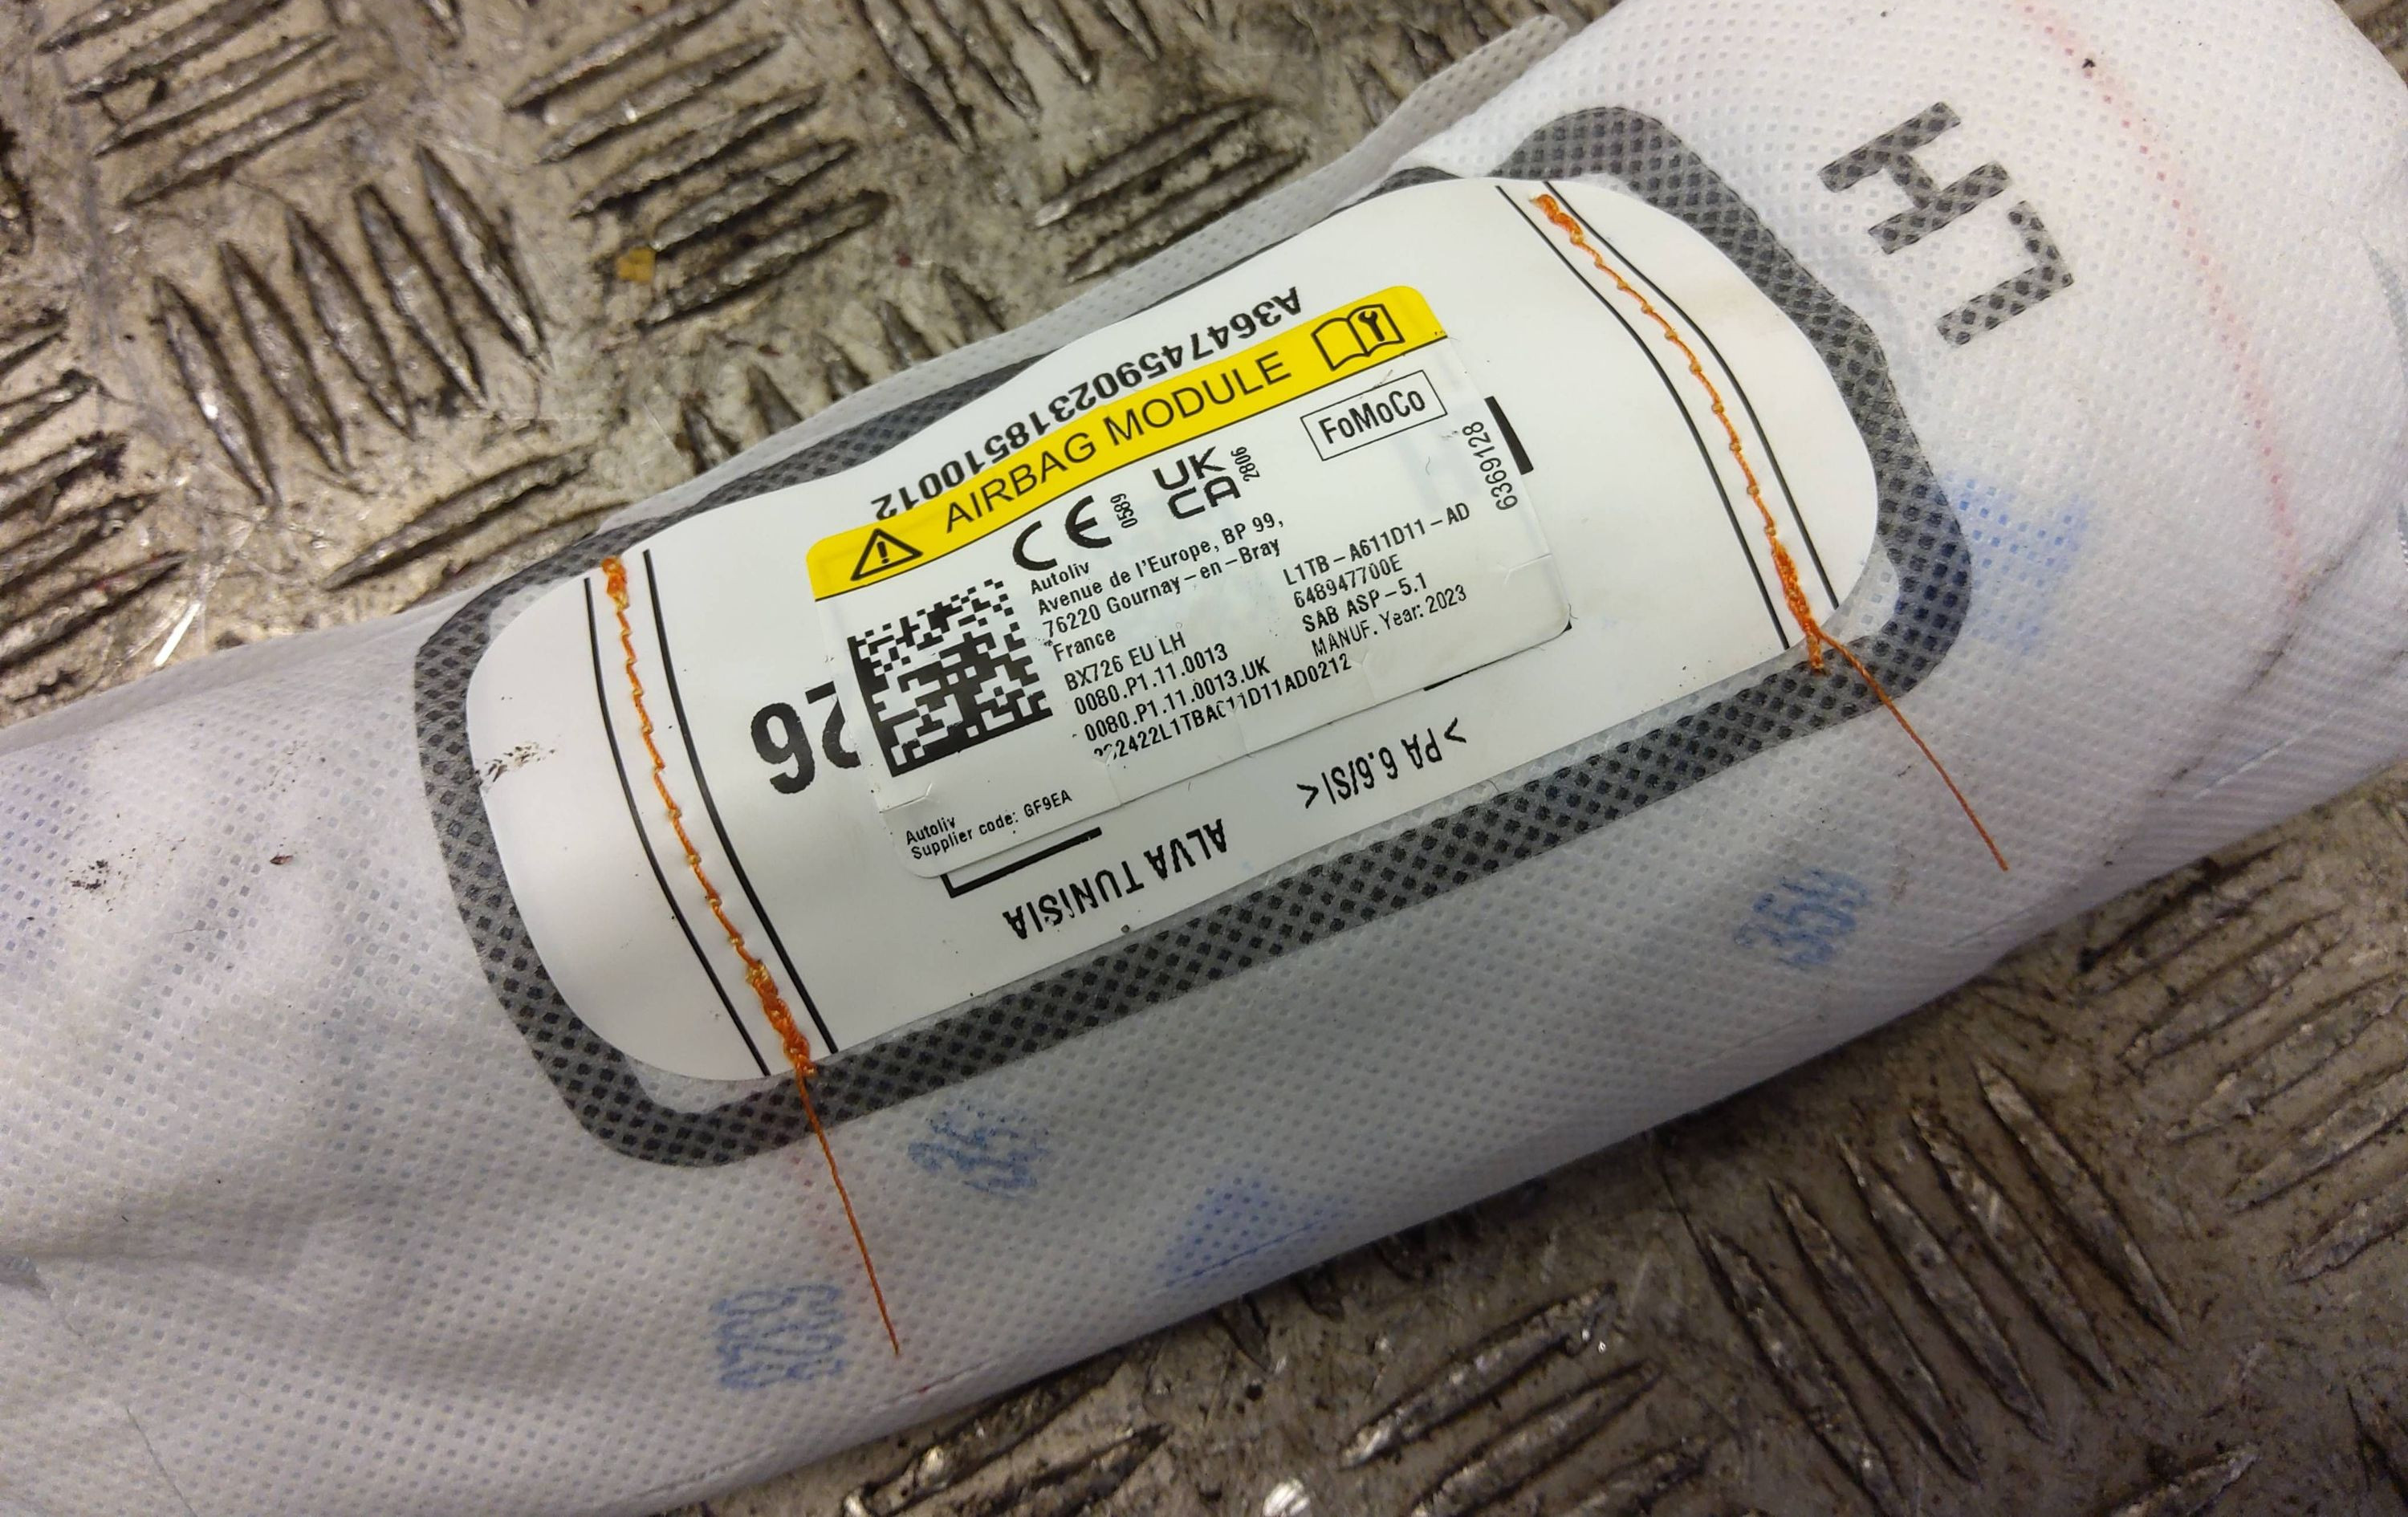 LH
A364745902318510012
AIRBAG MODULE
CE 0589
UK
CA 2806
FoMoCo
63669128
Autoliv
Avenue de l'Europe, BP 99,
76220 Gournay-en-Bray
France
BX726 EU LH
0080.P1.11.0013
0080.P1.11.0013.UK
L1TB-A611D11-AD
648947700E
SAB ASP-5.1
MANUF. Year: 2023
Autoliv
Supplier code: GF9EA
26
>PA 6.6/SI<
ALVA TUNISIA